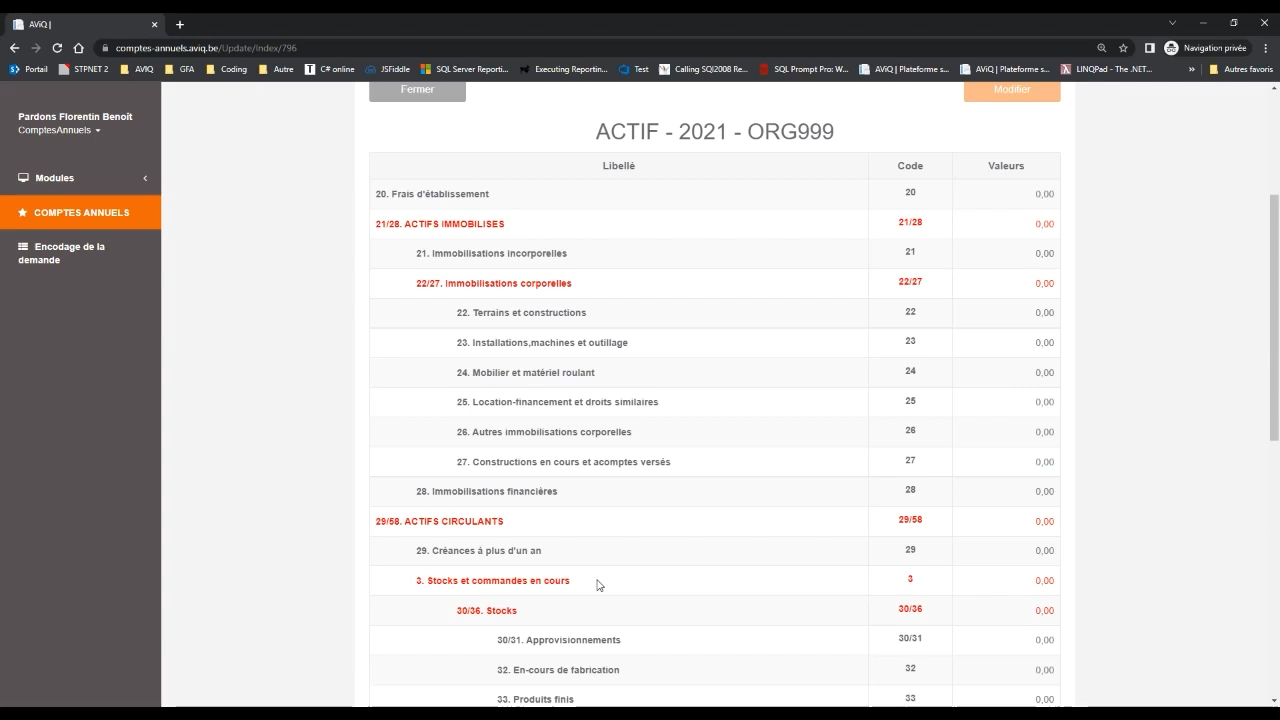 AViQ |
comptes-annuels.aviq.be/Update/Index/796
Navigation privée
Portail
STPNET 2
AVIQ
GFA
Coding
Autre
C# online
JSFiddle
SQL Server Reporti...
Executing Reportin...
Test
Calling SQl2008 Re...
SQL Prompt Pro: W...
AViQ | Plateforme s...
AViQ | Plateforme s...
LINQPad - The .NET...
»
Autres favoris
Pardons Florentin Benoît
ComptesAnnuels
Modules
COMPTES ANNUELS
Encodage de la
demande
Fermer
Modifier
ACTIF - 2021 - ORG999
Libellé Code Valeurs
20. Frais d'établissement 20 0,00
21/28. ACTIFS IMMOBILISES 21/28 0,00
21. Immobilisations incorporelles 21 0,00
22/27. Immobilisations corporelles 22/27 0,00
22. Terrains et constructions 22 0,00
23. Installations,machines et outillage 23 0,00
24. Mobilier et matériel roulant 24 0,00
25. Location-financement et droits similaires 25 0,00
26. Autres immobilisations corporelles 26 0,00
27. Constructions en cours et acomptes versés 27 0,00
28. Immobilisations financières 28 0,00
29/58. ACTIFS CIRCULANTS 29/58 0,00
29. Créances à plus d'un an 29 0,00
3. Stocks et commandes en cours 3 0,00
30/36. Stocks 30/36 0,00
30/31. Approvisionnements 30/31 0,00
32. En-cours de fabrication 32 0,00
33. Produits finis 33 0,00